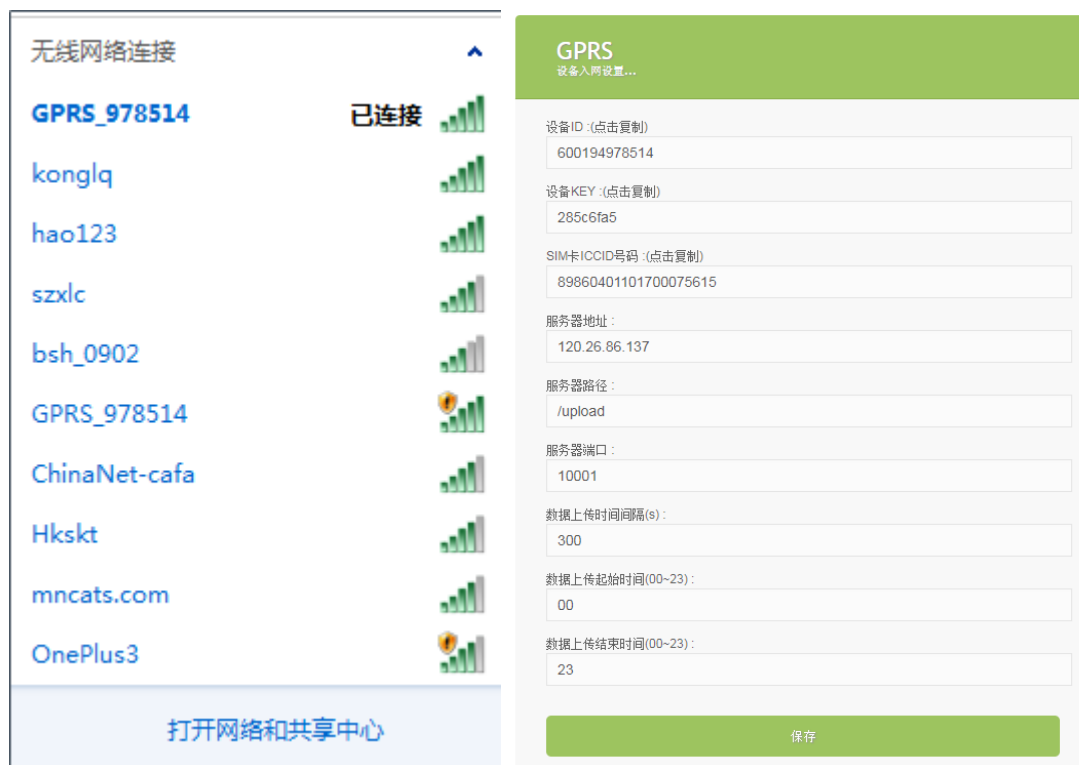 无线网络连接
GPRS_978514 已连接
konglq
hao123
szxlc
bsh_0902
GPRS_978514
ChinaNet-cafa
Hkskt
mncats.com
OnePlus3
打开网络和共享中心
GPRS
设备入网设置...
设备ID :(点击复制)
600194978514
设备KEY :(点击复制)
285c6fa5
SIM卡ICCID号码 :(点击复制)
89860401101700075615
服务器地址 :
120.26.86.137
服务器路径 :
/upload
服务器端口 :
10001
数据上传时间间隔(s) :
300
数据上传起始时间(00~23) :
00
数据上传结束时间(00~23) :
23
保存